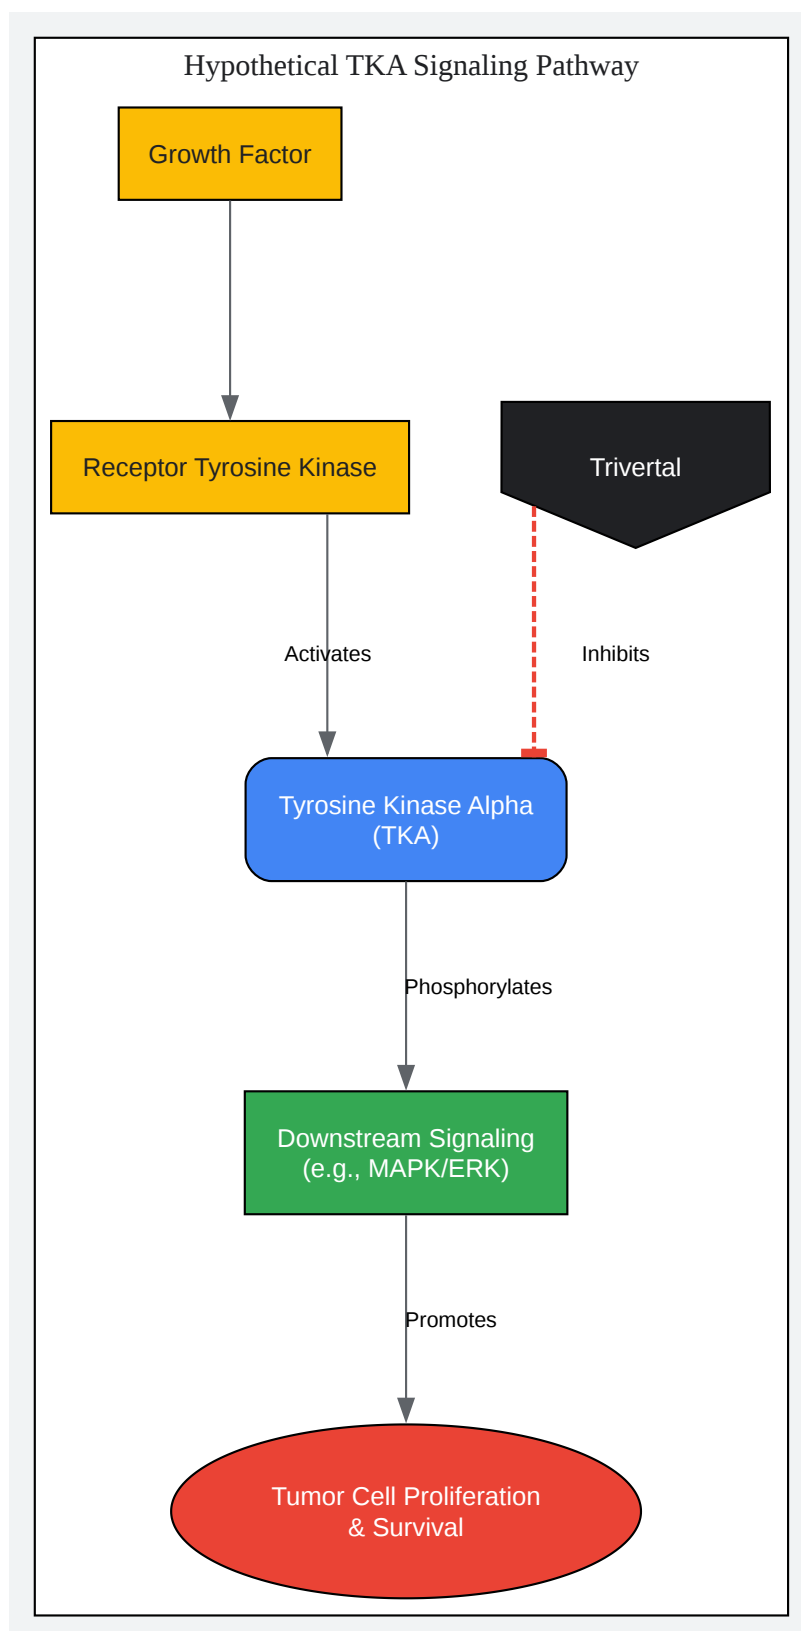 Hypothetical TKA Signaling Pathway
Growth Factor
Receptor Tyrosine Kinase
Trivertal
Activates
Inhibits
Tyrosine Kinase Alpha
(TKA)
Phosphorylates
Downstream Signaling
(e.g., MAPK/ERK)
Promotes
Tumor Cell Proliferation
& Survival